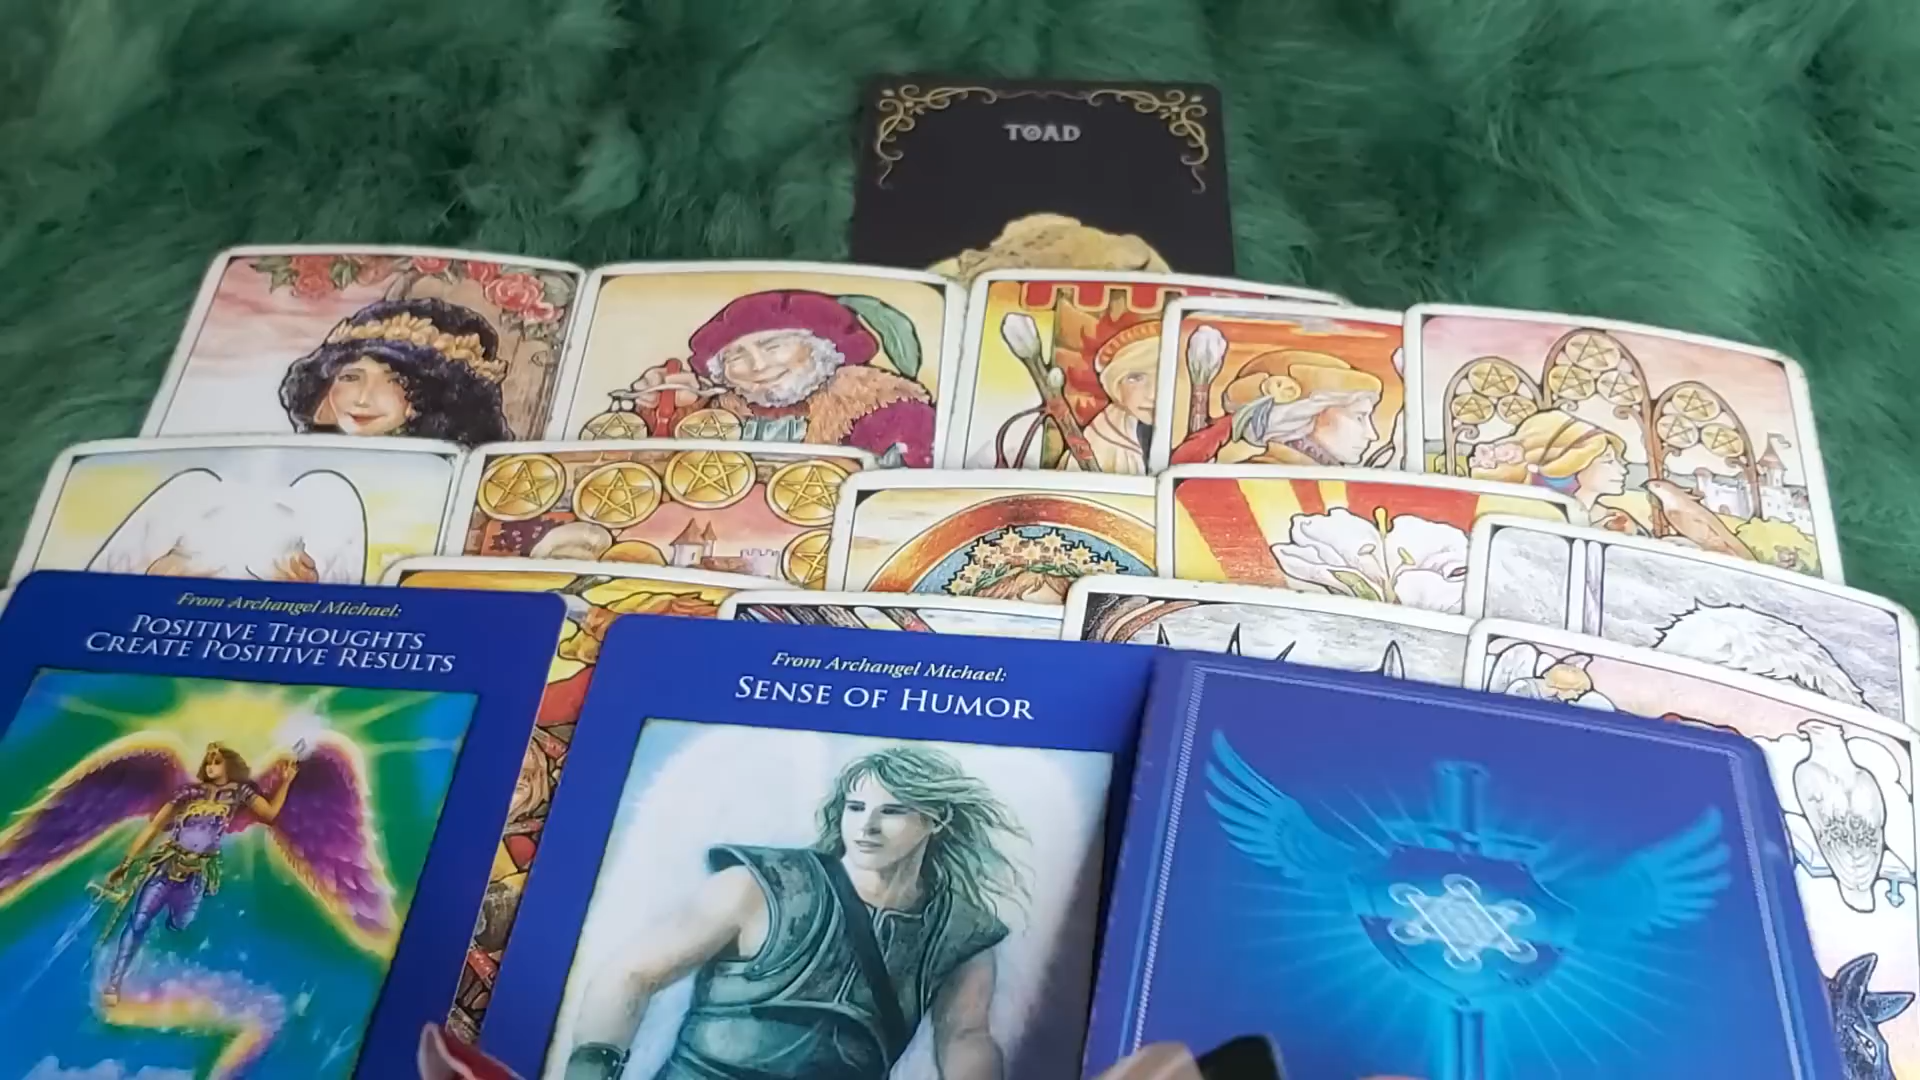 TOAD
From Archangel Michael:
POSITIVE THOUGHTS
CREATE POSITIVE RESULTS
From Archangel Michael:
SENSE OF HUMOR